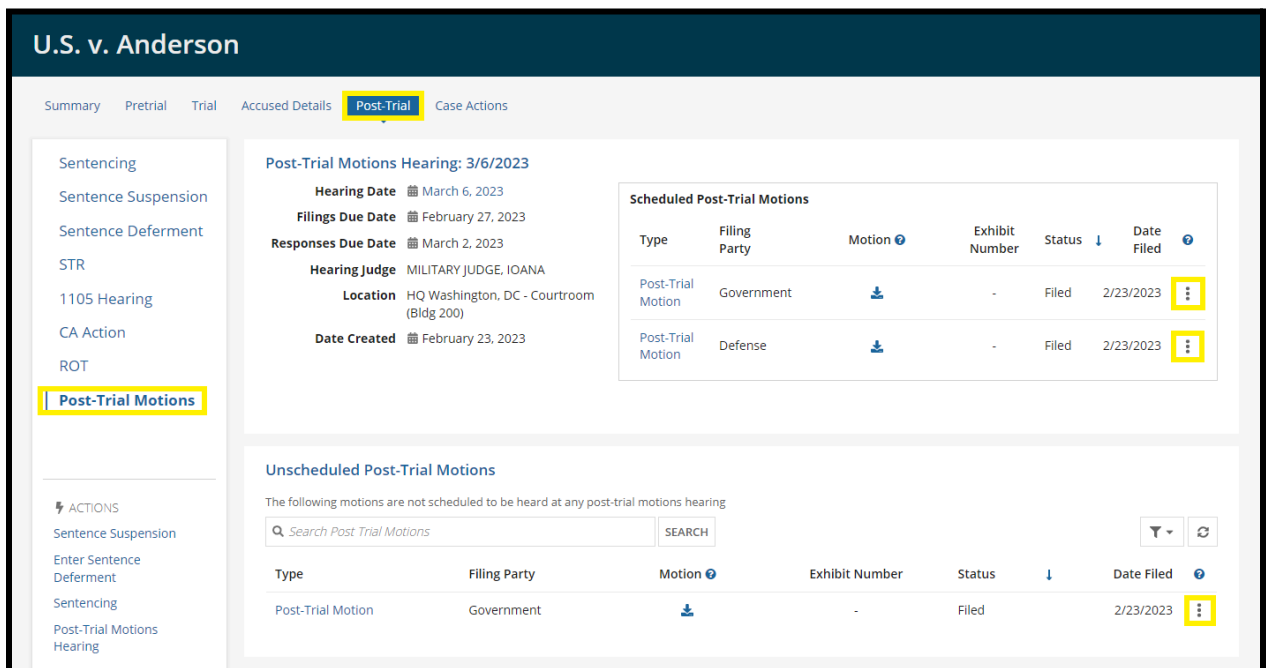 U.S. v. Anderson
Summary Pretrial Trial Accused Details Post-Trial Case Actions
Sentencing
Sentence Suspension
Sentence Deferment
STR
1105 Hearing
CA Action
ROT
Post-Trial Motions
ACTIONS
Sentence Suspension
Enter Sentence
Deferment
Sentencing
Post-Trial Motions
Hearing
Post-Trial Motions Hearing: 3/6/2023
Hearing Date March 6, 2023
Filings Due Date February 27, 2023
Responses Due Date March 2, 2023
Hearing Judge MILITARY JUDGE, IOANA
Location HQ Washington, DC - Courtroom
(Bldg 200)
Date Created February 23, 2023
Scheduled Post-Trial Motions
Type Filing Party Motion ? Exhibit Number Status ↓ Date Filed ?
Post-Trial Motion Government - Filed 2/23/2023
Post-Trial Motion Defense - Filed 2/23/2023
Unscheduled Post-Trial Motions
The following motions are not scheduled to be heard at any post-trial motions hearing
Search Post Trial Motions SEARCH
Type Filing Party Motion ? Exhibit Number Status ↓ Date Filed ?
Post-Trial Motion Government - Filed 2/23/2023